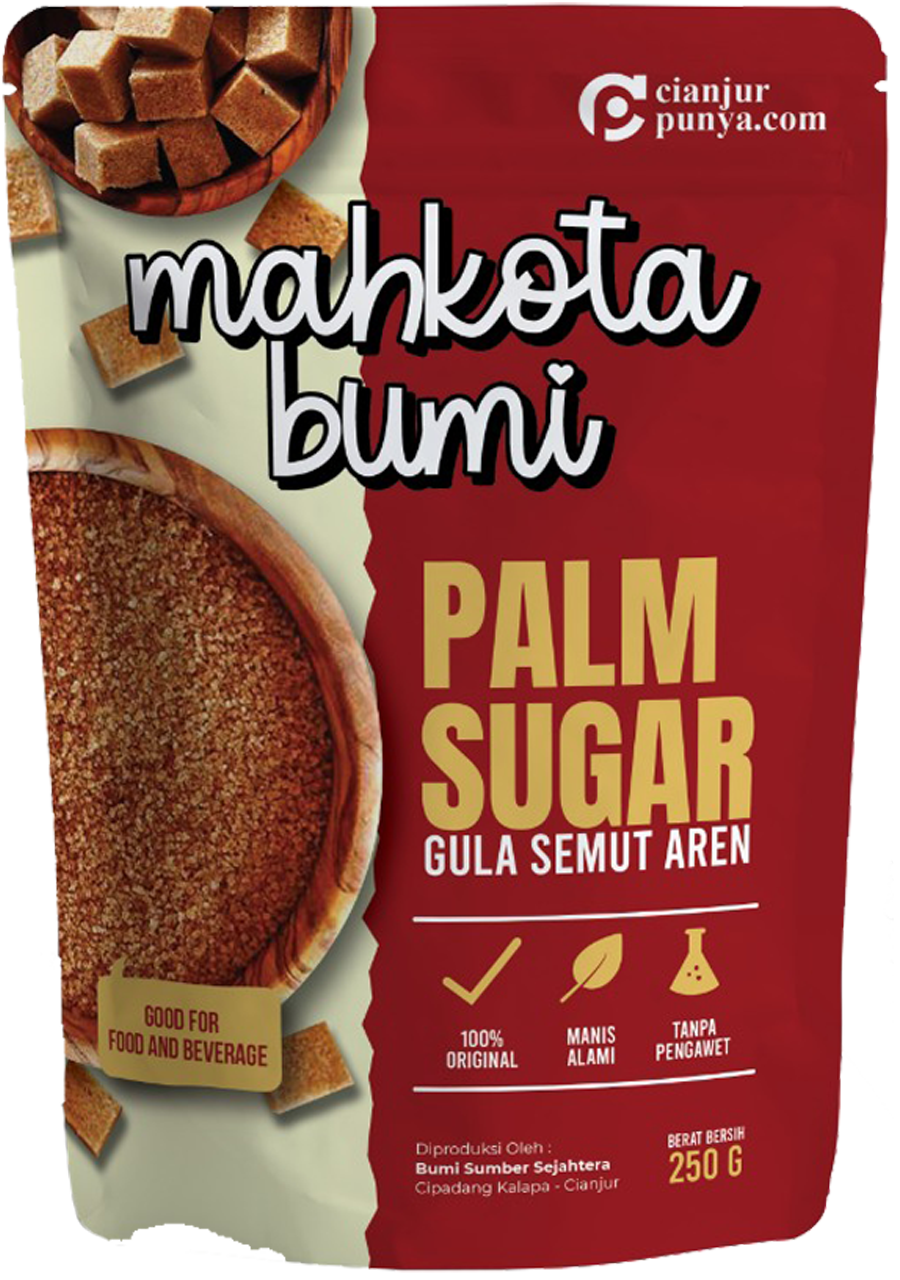 cianjur
punya.com
mahkota
bumi
PALM
SUGAR
GULA SEMUT AREN
100%
ORIGINAL
MANIS
ALAMI
TANPA
PENGAWET
GOOD FOR
FOOD AND BEVERAGE
Diproduksi Oleh :
Bumi Sumber Sejahtera
Cipadang Kalapa - Cianjur
BERAT BERSIH
250 G